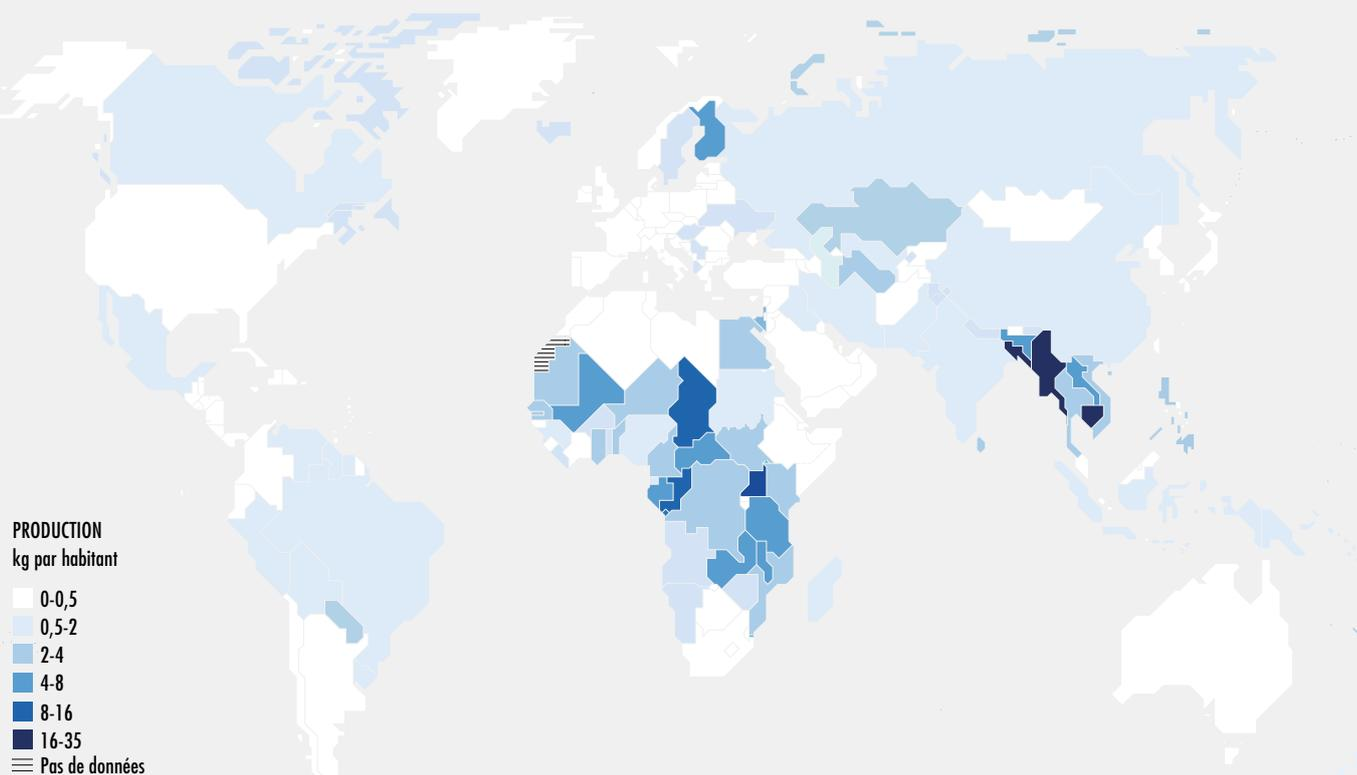 PRODUCTION
kg par habitant
0-0,5
0,5-2
2-4
4-8
8-16
16-35
Pas de données